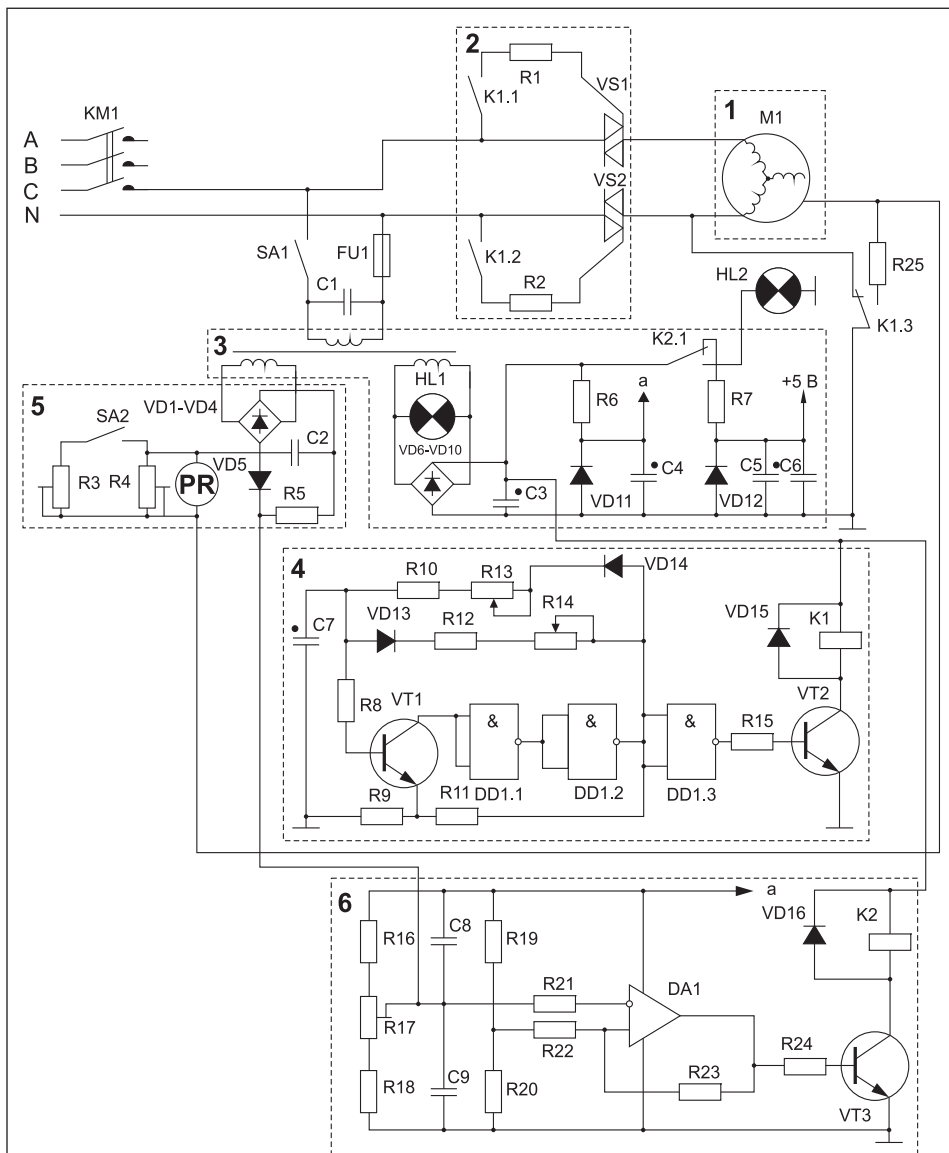 2
R1
VS1
K1.1
KM1
1
M1
A
B
C
N
VS2
SA1
FU1
K1.2
R25
C1
R2
HL2
K1.3
3
K2.1
HL1
a
+5 В
5
VD1-VD4
R6
R7
SA2
C2
VD6-VD10
C4
C5
C6
R3
R4
PR
VD5
R5
C3
VD11
VD12
4
R10
R13
VD14
C7
VD13
R12
R14
VD15
K1
R8
VT1
&
&
&
R15
VT2
R9
R11
DD1.1
DD1.2
DD1.3
6
a
VD16
K2
R16
C8
R19
R21
DA1
R17
R22
R24
R18
C9
R20
R23
VT3